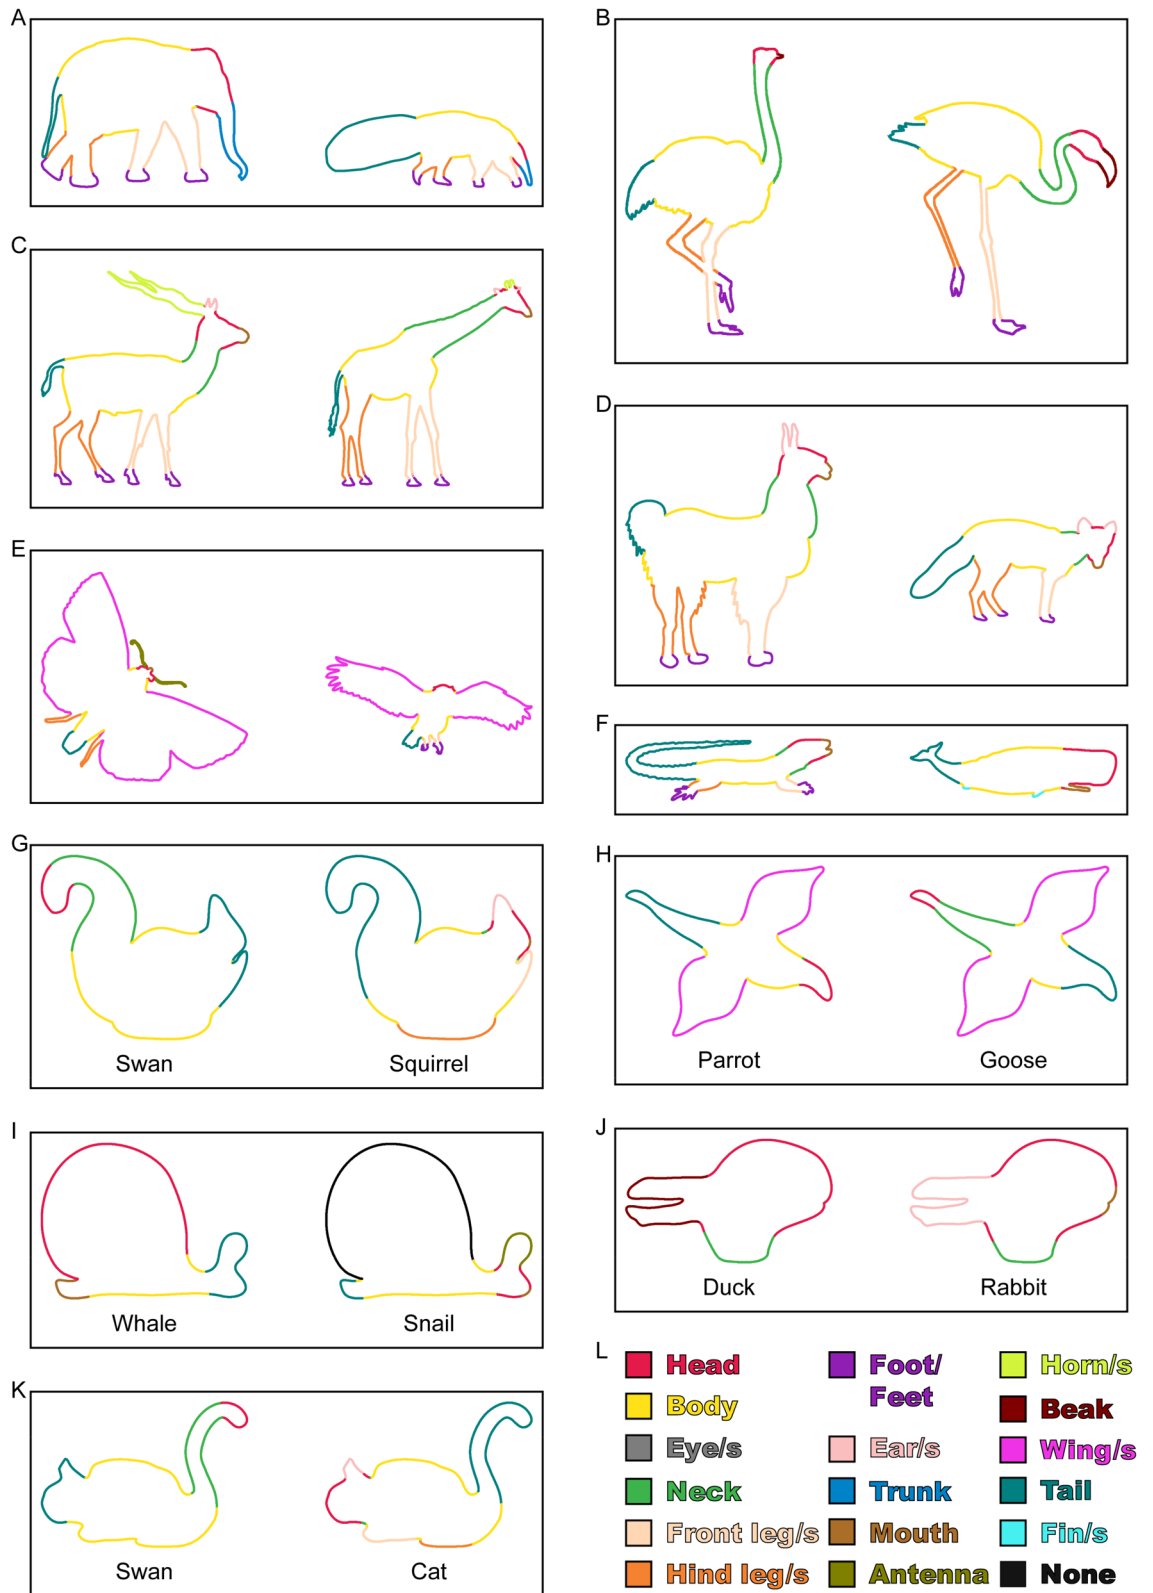 A
B
C
D
E
F
G
Swan
Squirrel
H
Parrot
Goose
I
Whale
Snail
J
Duck
Rabbit
K
Swan
Cat
L
Head
Body
Eye/s
Neck
Front leg/s
Hind leg/s
Foot/
Feet
Ear/s
Trunk
Mouth
Antenna
Horn/s
Beak
Wing/s
Tail
Fin/s
None